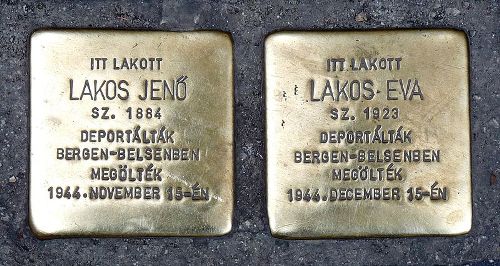 ITT LAKOTT
LAKOS JENŐ
SZ. 1884
DEPORTÁLTÁK
BERGEN-BELSENBEN
MEGÖLTÉK
1944.NOVEMBER 15-ÉN
ITT LAKOTT
LAKOS ÉVA
SZ. 1923
DEPORTÁLTÁK
BERGEN-BELSENBEN
MEGÖLTÉK
1944.DECEMBER 15-ÉN